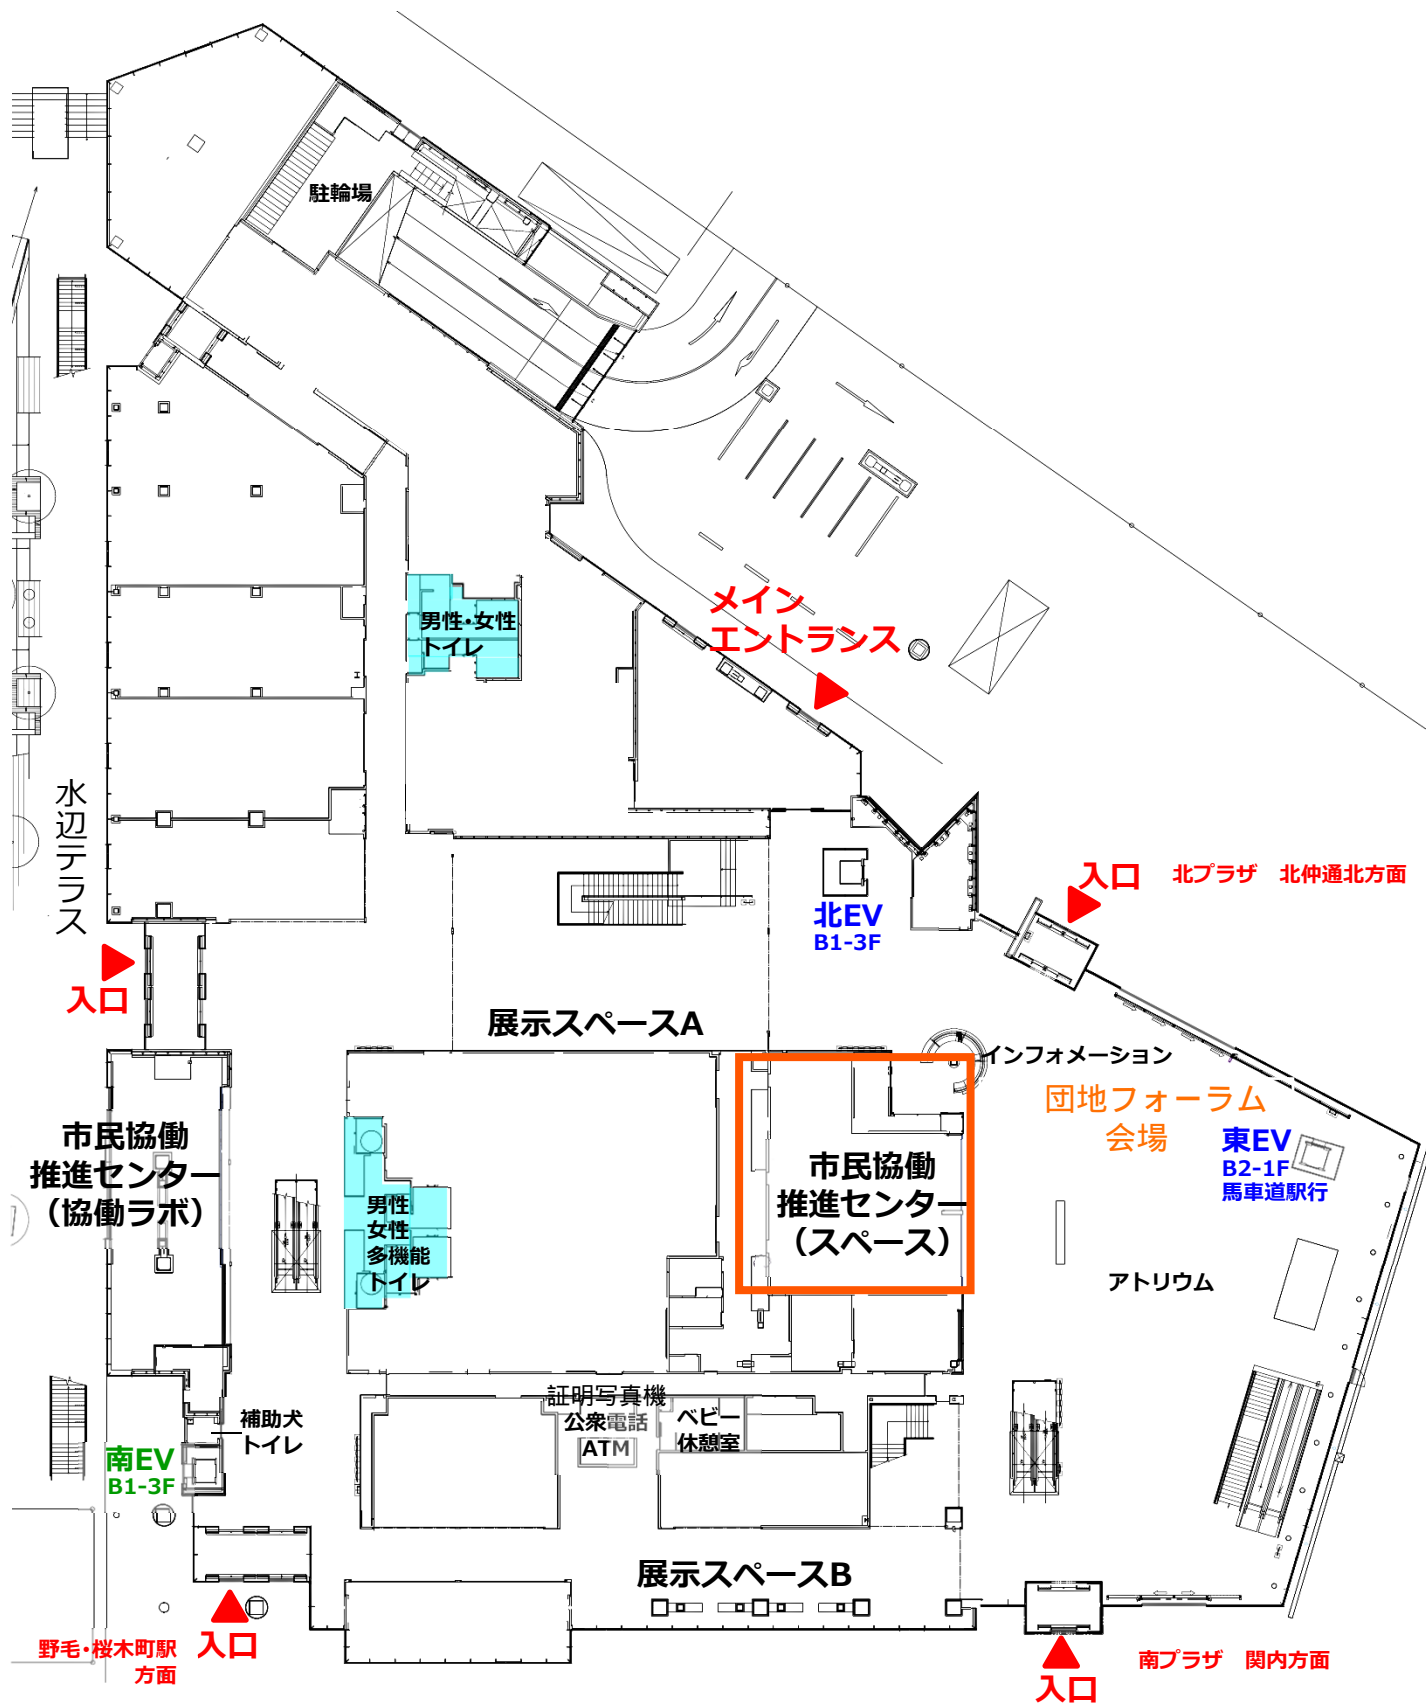 駐輪場
男性・女性
トイレ
メイン
エントランス
水辺テラス
入口
北プラザ　北仲通北方面
北EV
B1-3F
入口
展示スペースA
インフォメーション
団地フォーラム
会場
東EV
B2-1F
馬車道駅行
市民協働
推進センター
（協働ラボ）
市民協働
推進センター
（スペース）
男性
女性
多機能
トイレ
アトリウム
証明写真機
公衆電話
ATM
ベビー
休憩室
補助犬
トイレ
南EV
B1-3F
展示スペースB
野毛・桜木町駅
方面
入口
南プラザ　関内方面
入口